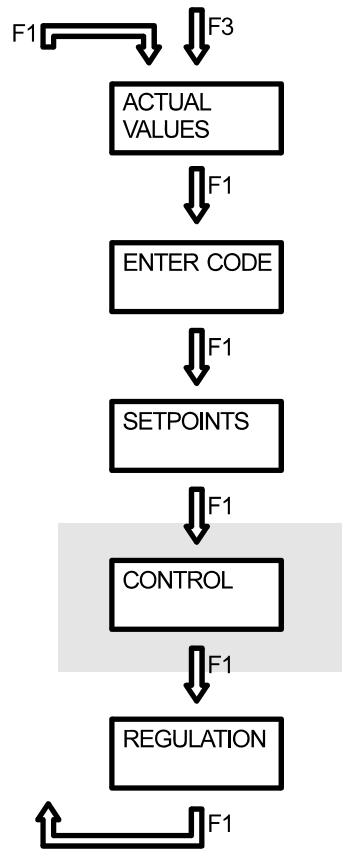 F1
F3
ACTUAL
VALUES
F1
ENTER CODE
F1
SETPOINTS
F1
CONTROL
F1
REGULATION
F1